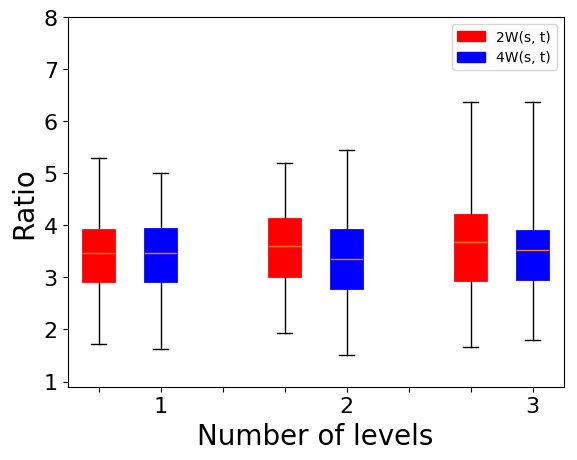 8
7
6
5
4
3
2
1
Ratio
2W(s, t)
4W(s, t)
1 2 3
Number of levels